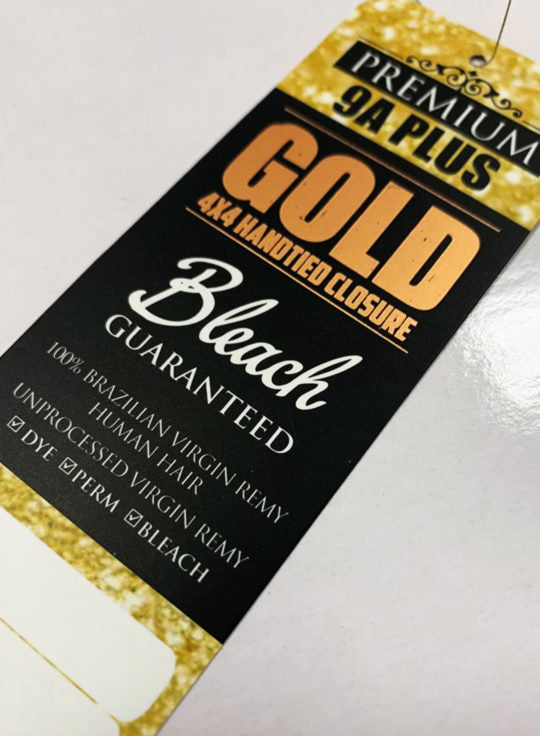 PREMIUM
9A PLUS
GOLD
4X4 HANDTIED CLOSURE
Bleach
GUARANTEED
100% BRAZILIAN VIRGIN REMY
HUMAN HAIR
UNPROCESSED VIRGIN REMY
☑ DYE ☑ PERM ☑ BLEACH